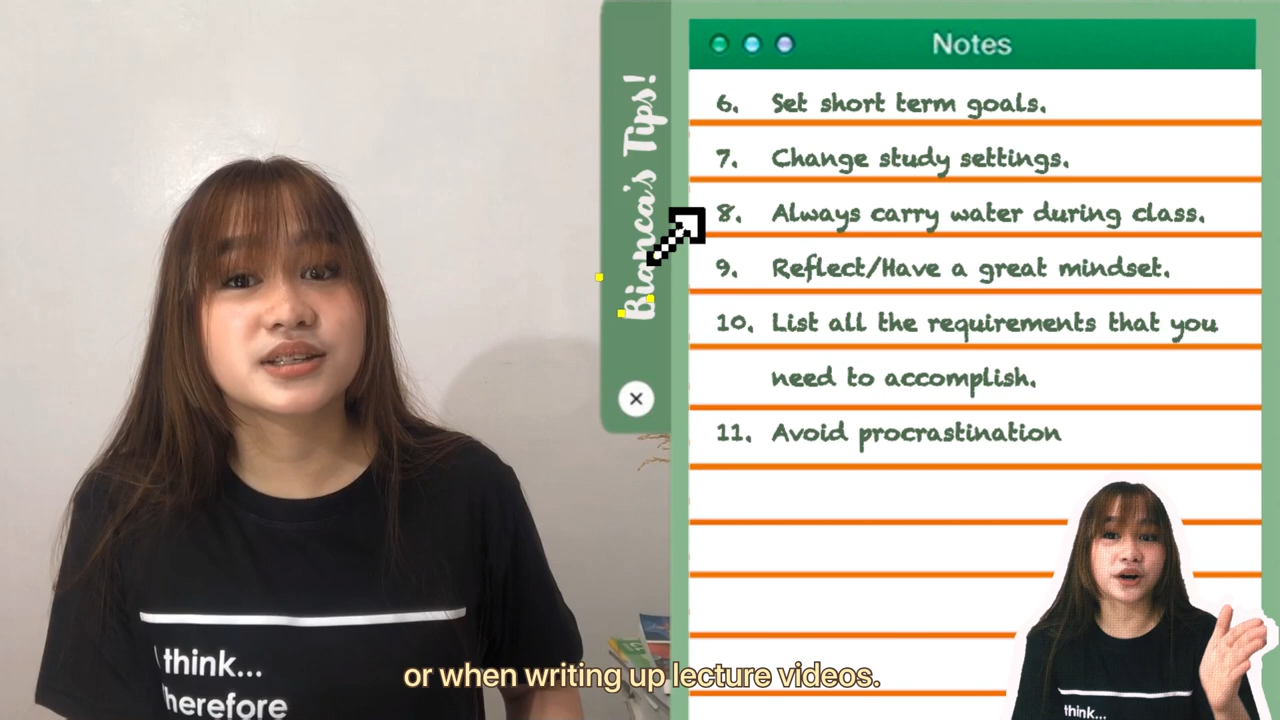 Notes
Bianca's Tips!
6. Set short term goals.
7. Change study settings.
8. Always carry water during class.
9. Reflect/Have a great mindset.
10. List all the requirements that you
need to accomplish.
11. Avoid procrastination
I think...
therefore
think...
or when writing up lecture videos.